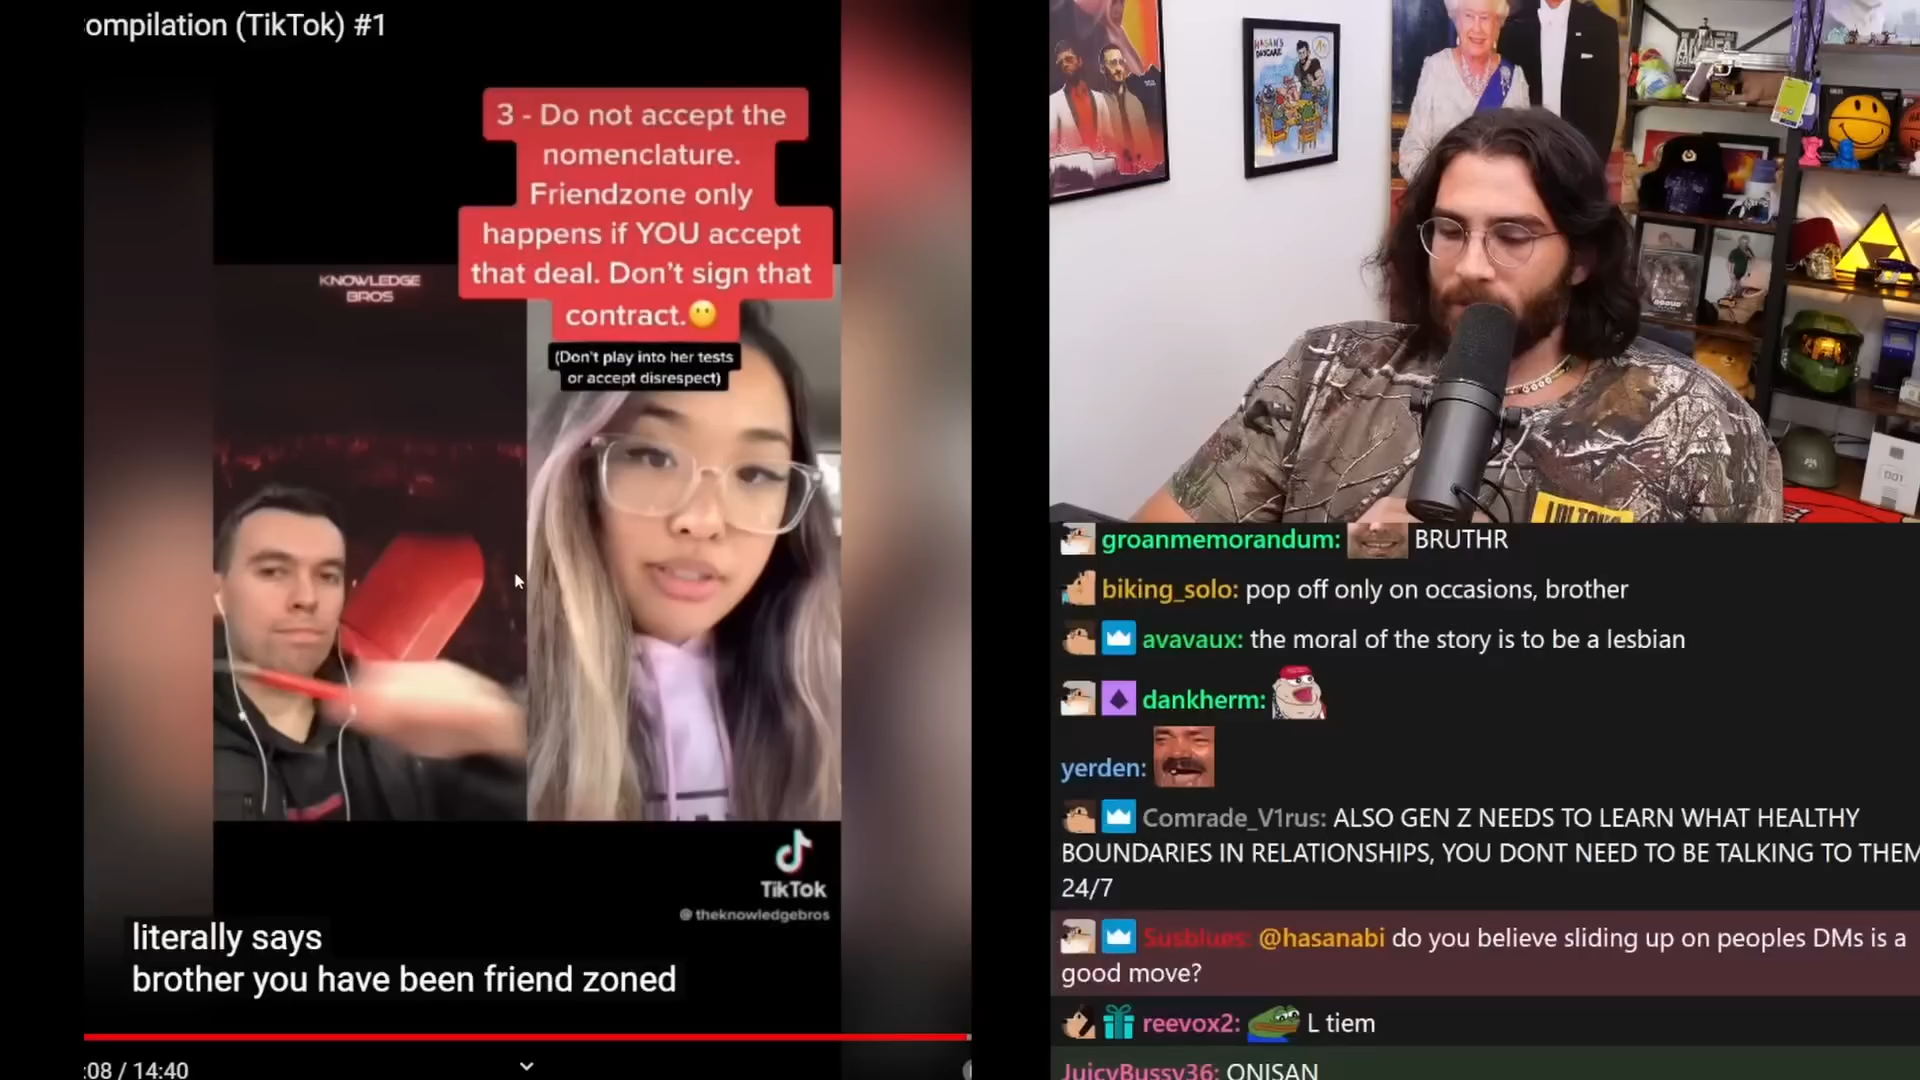 ompilation (TikTok) #1
3 - Do not accept the
nomenclature.
Friendzone only
happens if YOU accept
that deal. Don't sign that
contract.😶
(Don't play into her tests
or accept disrespect)
KNOWLEDGE
BROS
TikTok
@theknowledgebros
literally says
brother you have been friend zoned
:08 / 14:40
HASAN'S
DAYCARE
001
groanmemorandum: BRUTHR
biking_solo: pop off only on occasions, brother
avavaux: the moral of the story is to be a lesbian
dankherm:
yerden:
Comrade_V1rus: ALSO GEN Z NEEDS TO LEARN WHAT HEALTHY
BOUNDARIES IN RELATIONSHIPS, YOU DONT NEED TO BE TALKING TO THEM
24/7
Susblues: @hasanabi do you believe sliding up on peoples DMs is a
good move?
reevox2: L tiem
JuicyBussy36: ONISAN